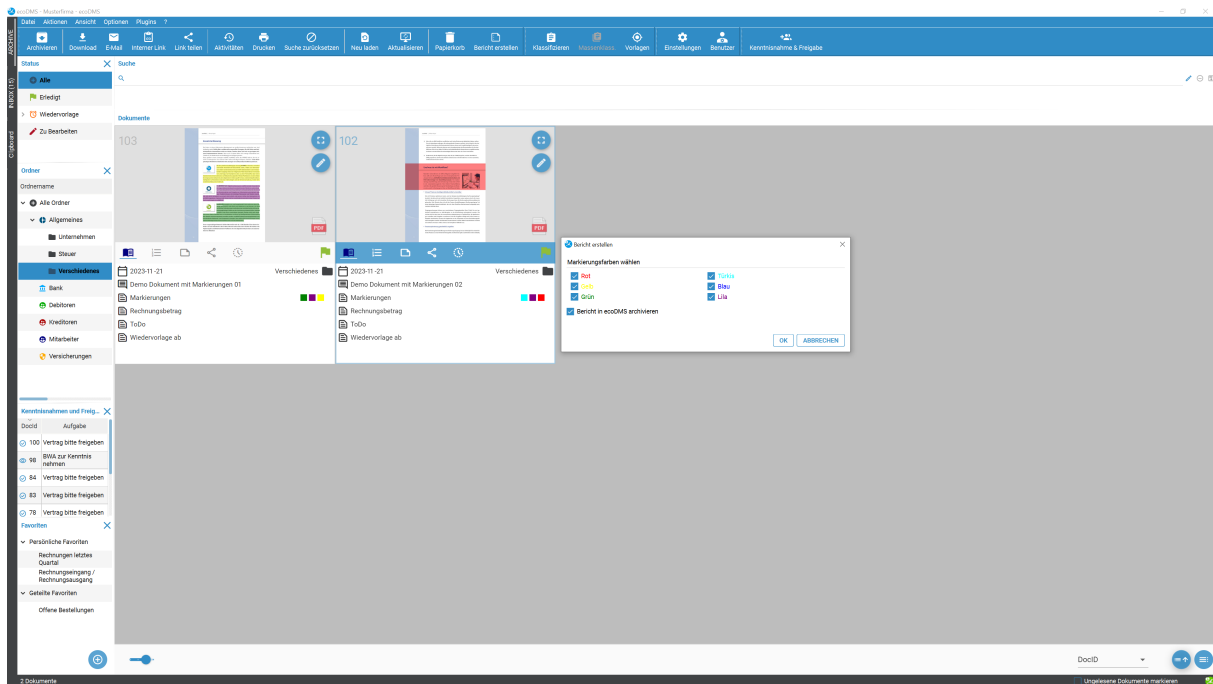 ecoDMS - Musterfirma - ecoDMS
Datei Aktionen Ansicht Optionen Plugins ?
Archivieren Download E-Mail Interner Link Link teilen Aktivitäten Drucken Suche zurücksetzen Neu laden Aktualisieren Papierkorb Bericht erstellen Klassifizieren Massenklass. Vorlagen Einstellungen Benutzer Kenntnisnahme & Freigabe
ARCHIVE
INBOX (15)
Clipboard
Status
Alle
Erledigt
Wiedervorlage
Zu Bearbeiten
Ordner
Ordnername
Alle Ordner
Allgemeines
Unternehmen
Steuer
Verschiedenes
Bank
Debitoren
Kreditoren
Mitarbeiter
Versicherungen
Kenntnisnahmen und Freig...
DocId Aufgabe
100 Vertrag bitte freigeben
98 BWA zur Kenntnis
nehmen
84 Vertrag bitte freigeben
83 Vertrag bitte freigeben
78 Vertrag bitte freigeben
Favoriten
Persönliche Favoriten
Rechnungen letztes
Quartal
Rechnungseingang /
Rechnungsausgang
Geteilte Favoriten
Offene Bestellungen
Suche
Dokumente
103
PDF
2023-11-21 Verschiedenes
Demo Dokument mit Markierungen 01
Markierungen
Rechnungsbetrag
ToDo
Wiedervorlage ab
102
PDF
2023-11-21 Verschiedenes
Demo Dokument mit Markierungen 02
Markierungen
Rechnungsbetrag
ToDo
Wiedervorlage ab
Bericht erstellen
Markierungsfarben wählen
Rot Türkis
Gelb Blau
Grün Lila
Bericht in ecoDMS archivieren
OK ABBRECHEN
DocID
2 Dokumente
Ungelesene Dokumente markieren